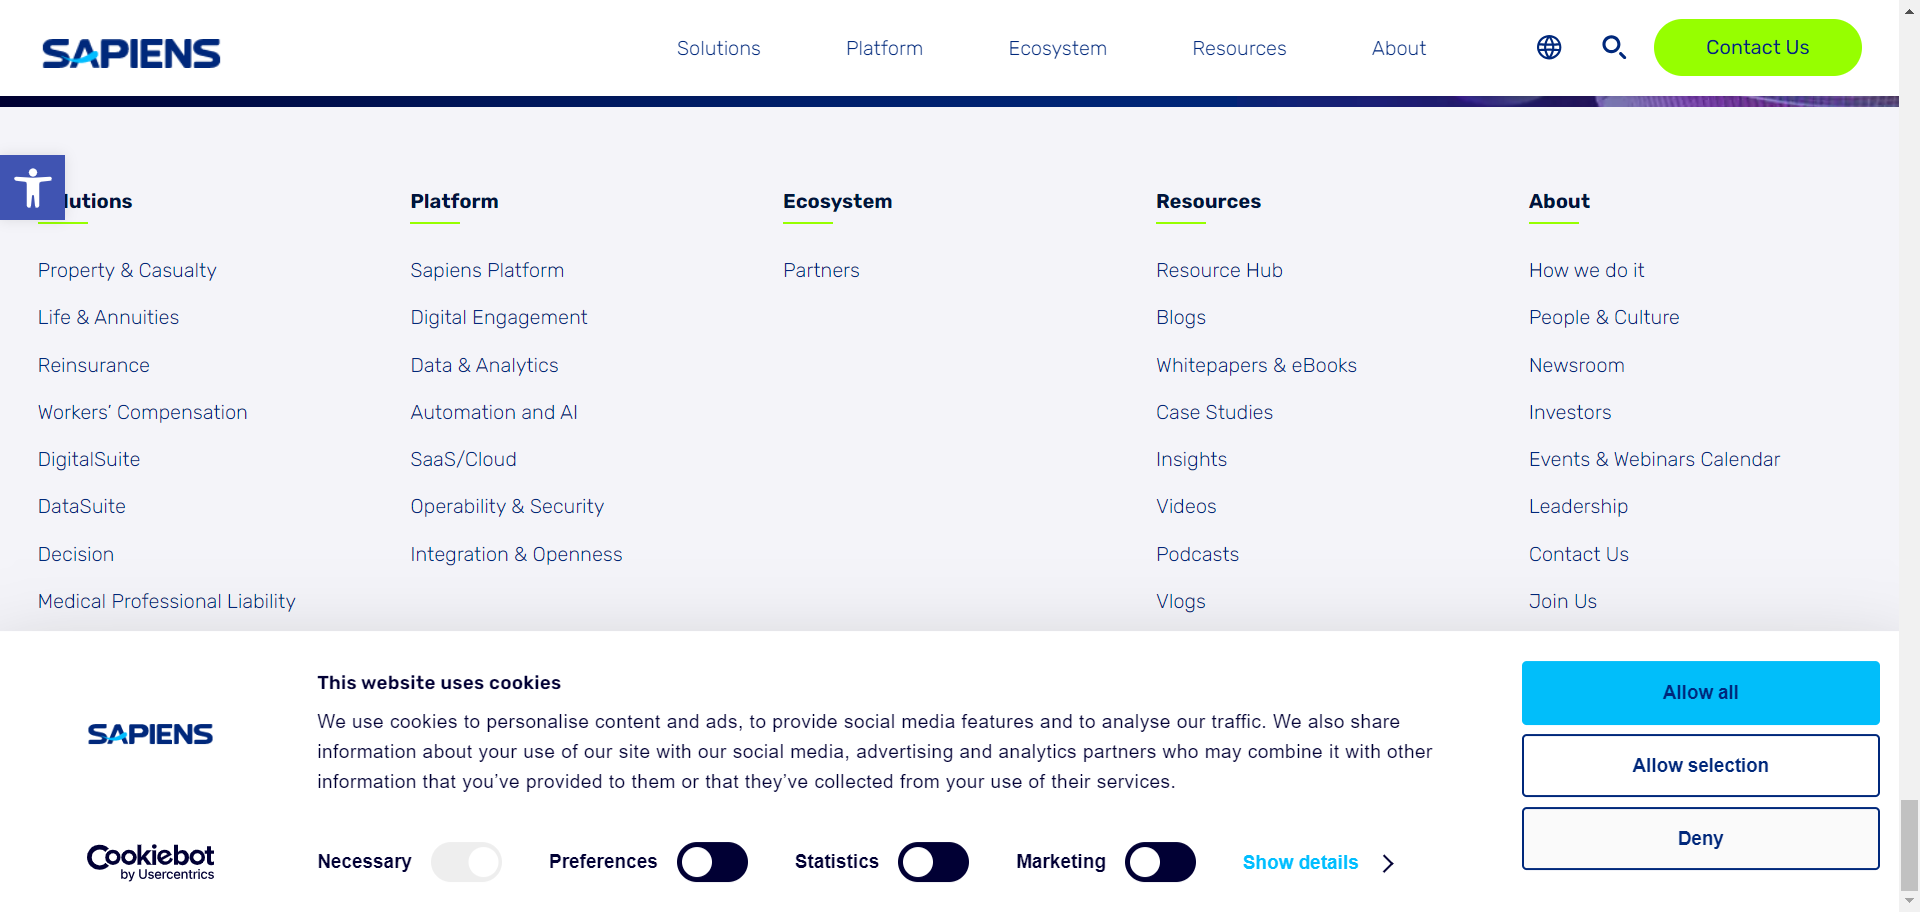 SAPIENS
Solutions
Platform
Ecosystem
Resources
About
Contact Us
lutions
Property & Casualty
Life & Annuities
Reinsurance
Workers’ Compensation
DigitalSuite
DataSuite
Decision
Medical Professional Liability
Platform
Sapiens Platform
Digital Engagement
Data & Analytics
Automation and AI
SaaS/Cloud
Operability & Security
Integration & Openness
Ecosystem
Partners
Resources
Resource Hub
Blogs
Whitepapers & eBooks
Case Studies
Insights
Videos
Podcasts
Vlogs
About
How we do it
People & Culture
Newsroom
Investors
Events & Webinars Calendar
Leadership
Contact Us
Join Us
SAPIENS
Cookiebot
by Usercentrics
This website uses cookies
We use cookies to personalise content and ads, to provide social media features and to analyse our traffic. We also share
information about your use of our site with our social media, advertising and analytics partners who may combine it with other
information that you’ve provided to them or that they’ve collected from your use of their services.
Necessary
Preferences
Statistics
Marketing
Show details
Allow all
Allow selection
Deny